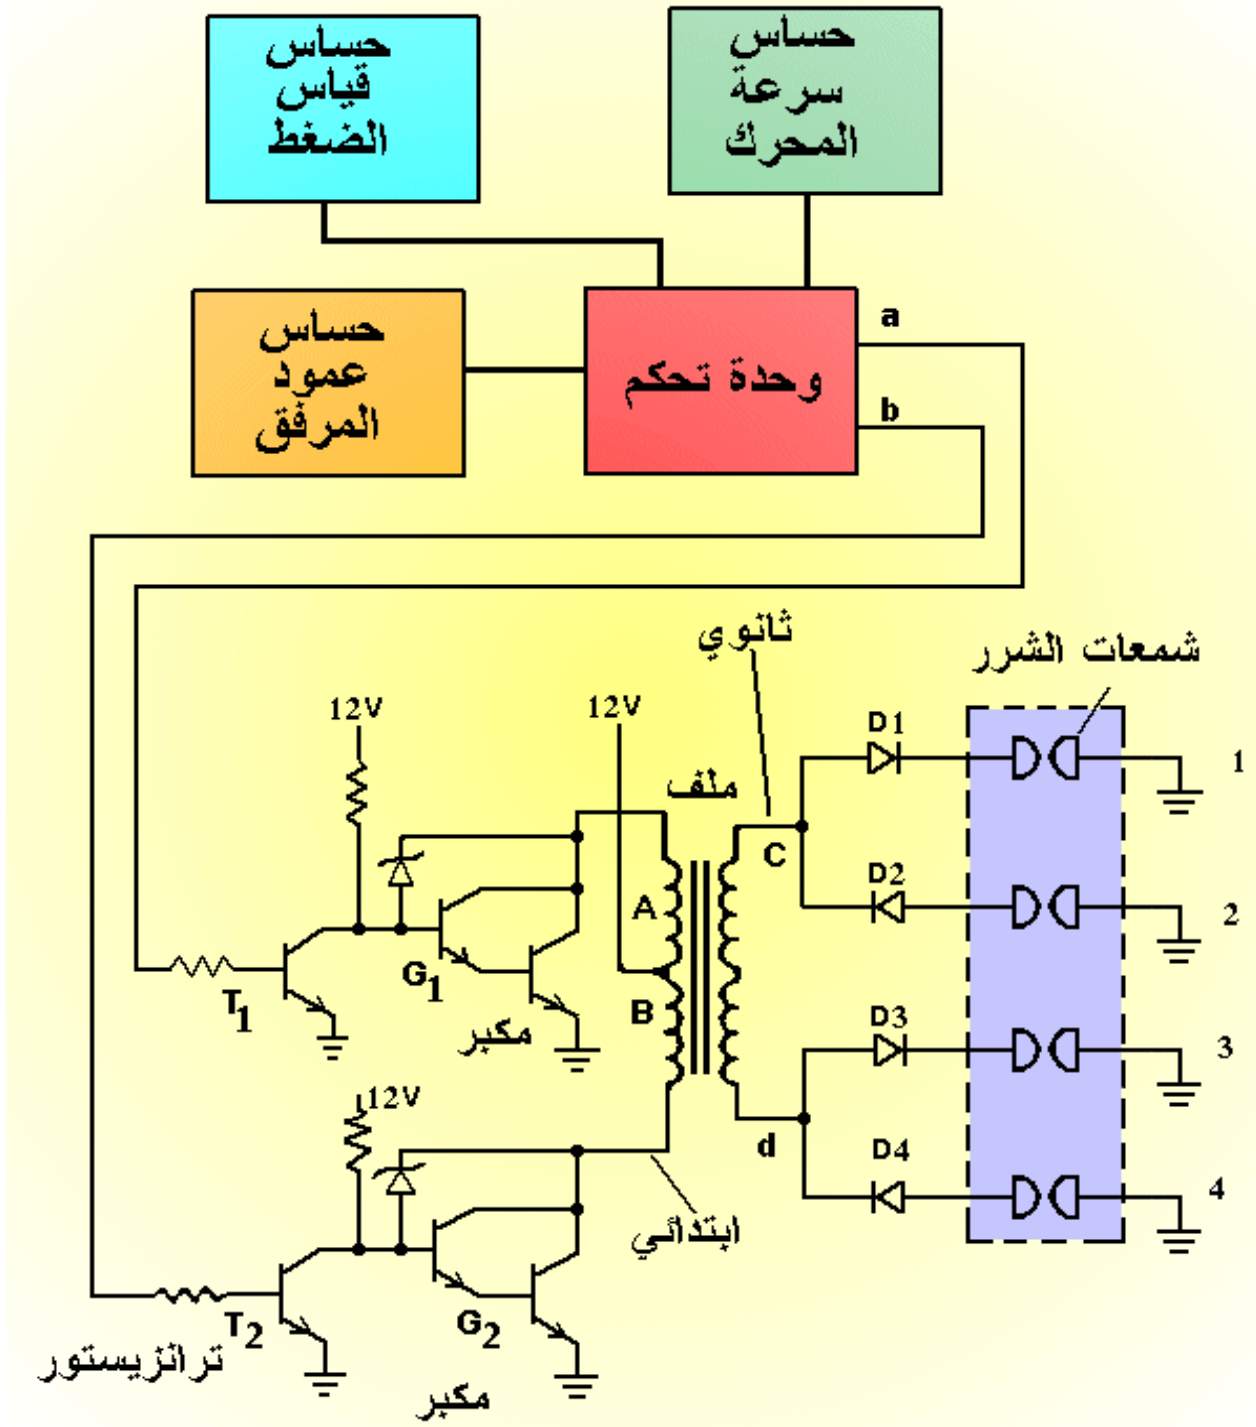 حساس
قياس
الضغط
حساس
سرعة
المحرك
حساس
عمود
المرفق
وحدة تحكم
a
b
ثانوي
شمعات الشرر
12V
12V
ملف
D1
1
C
D2
2
A
G1
B
T1
مكبر
D3
3
12V
d
D4
4
ابتدائي
T2
G2
ترانزيستور
مكبر